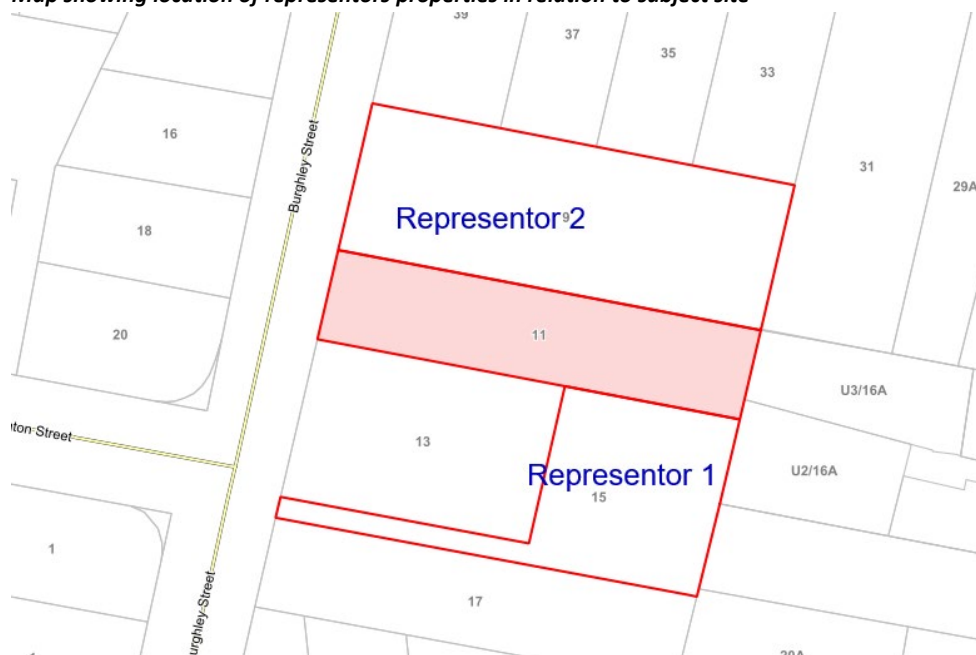 Map showing location of representors properties in relation to subject site
39
37
35
33
16
31
29A
Burghley Street
Representor 2
9
18
11
20
U3/16A
ton Street
13
U2/16A
Representor 1
15
1
17
urghley Street